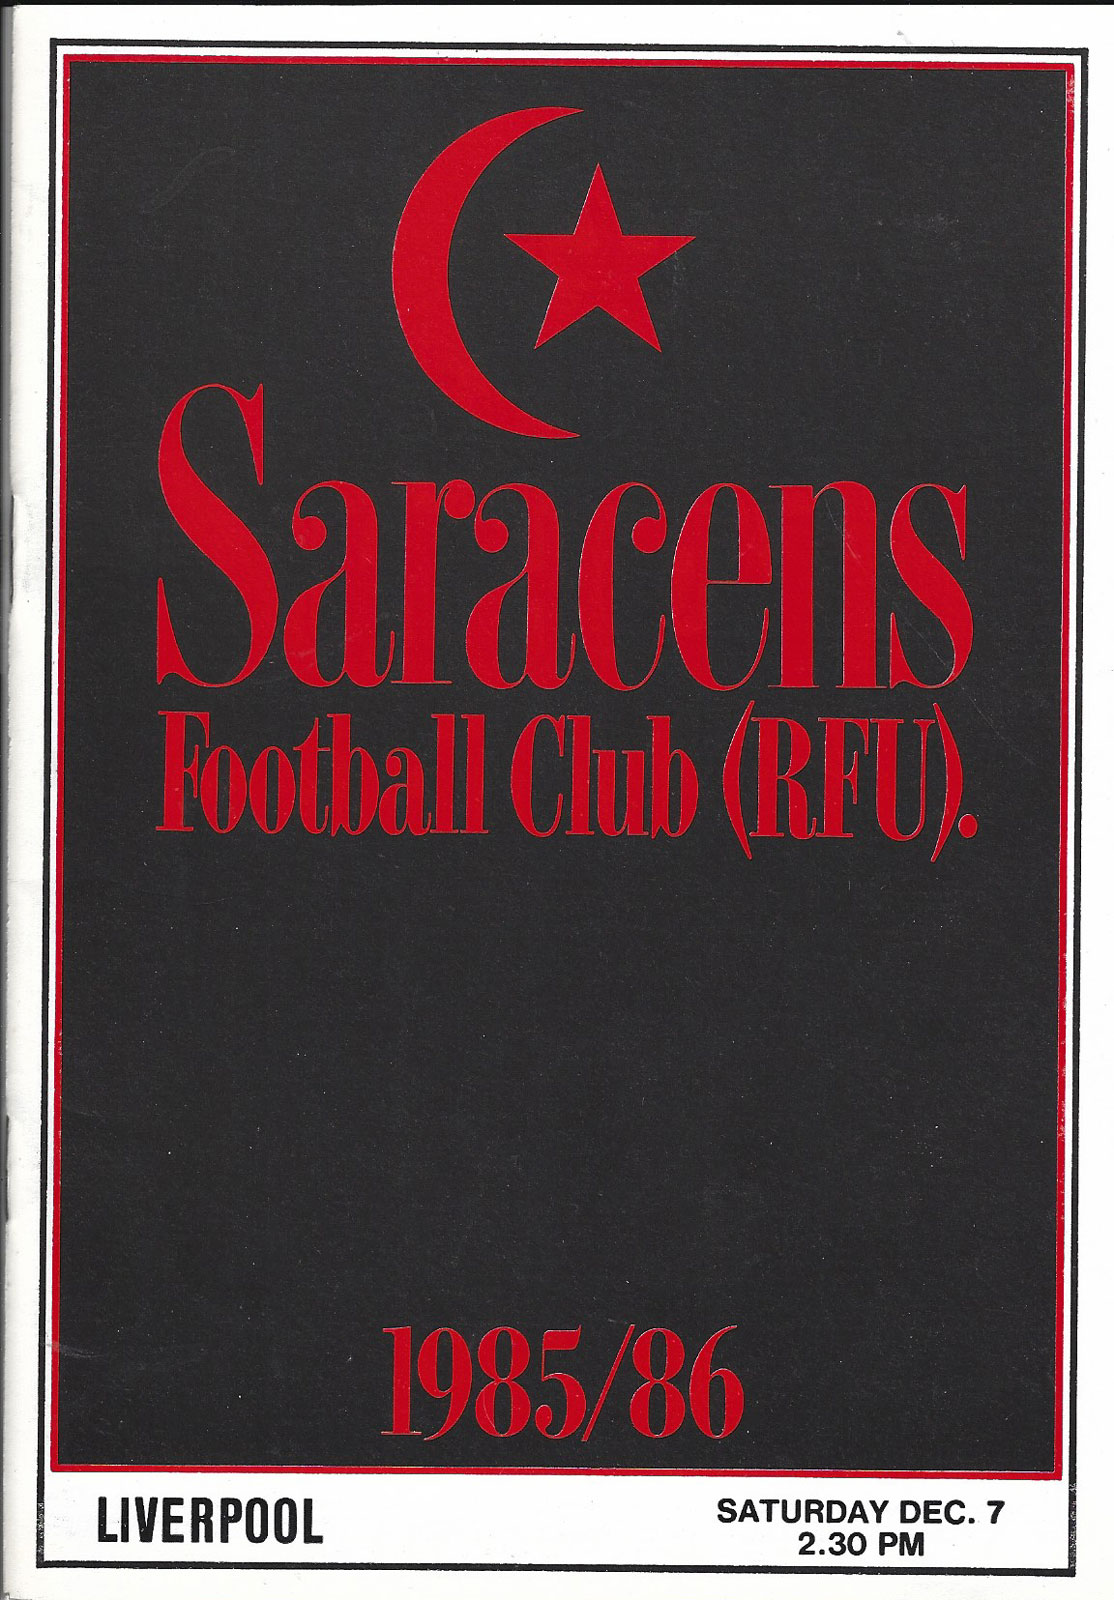 Saracens
Football Club (RFU).
1985/86
LIVERPOOL
SATURDAY DEC. 7
2.30 PM